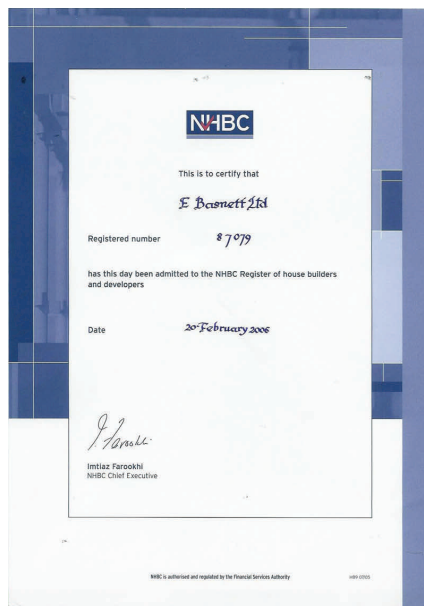 NHBC
This is to certify that
E Basnett Ltd
Registered number 87079
has this day been admitted to the NHBC Register of house builders
and developers
Date 20 February 2006
I. Farookhi
Imtiaz Farookhi
NHBC Chief Executive
NHBC is authorised and regulated by the Financial Services Authority